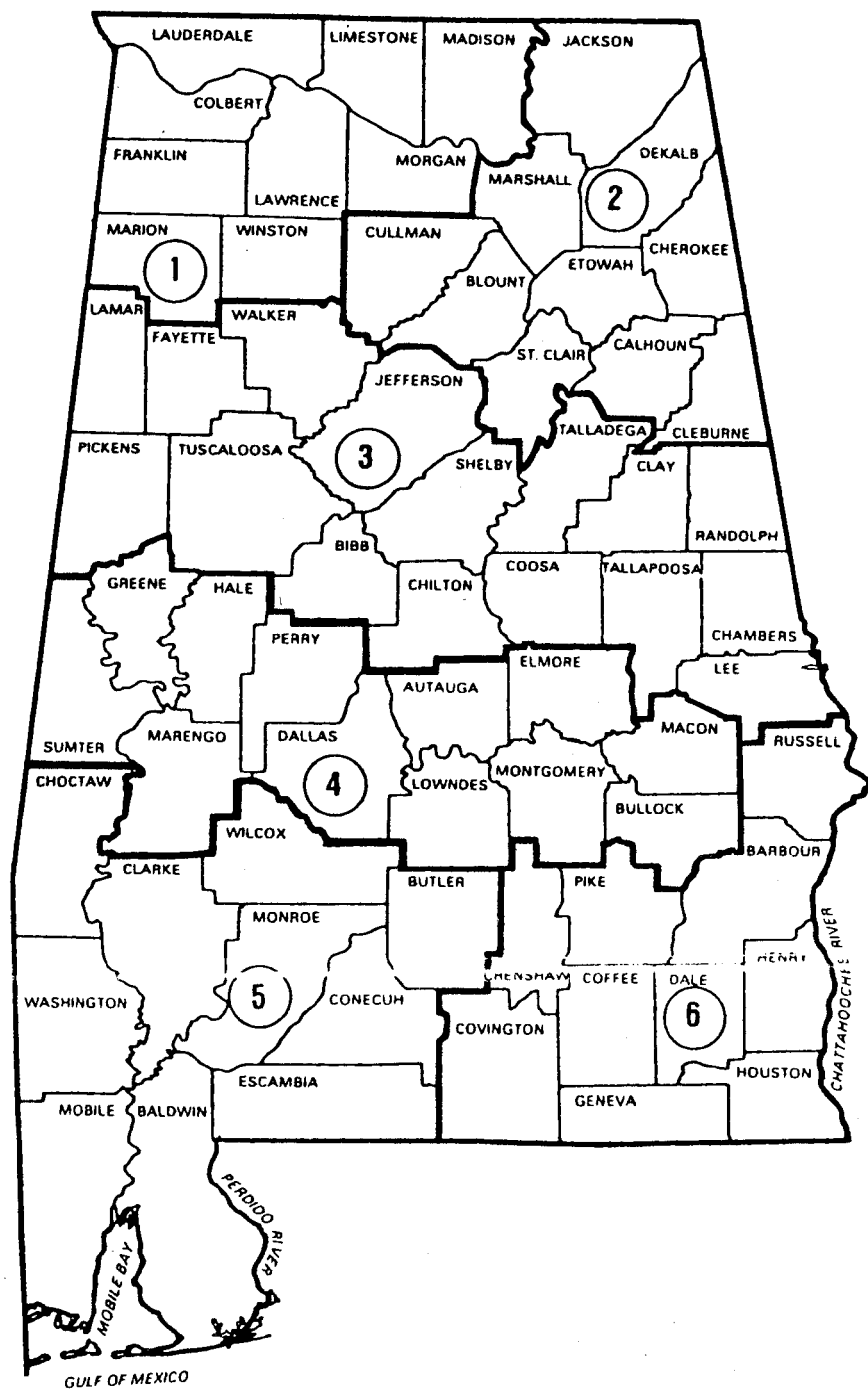 LAUDERDALE
LIMESTONE
MADISON
JACKSON
COLBERT
FRANKLIN
LAWRENCE
MORGAN
MARSHALL
DEKALB
2
MARION
WINSTON
CULLMAN
CHEROKEE
1
BLOUNT
ETOWAH
LAMAR
FAYETTE
WALKER
ST. CLAIR
CALHOUN
JEFFERSON
PICKENS
TUSCALOOSA
3
SHELBY
TALLADEGA
CLEBURNE
CLAY
RANDOLPH
BIBB
GREENE
HALE
CHILTON
COOSA
TALLAPOOSA
PERRY
CHAMBERS
ELMORE
LEE
AUTAUGA
SUMTER
MARENGO
DALLAS
MACON
RUSSELL
CHOCTAW
4
LOWNDES
MONTGOMERY
BULLOCK
WILCOX
BARBOUR
CLARKE
BUTLER
PIKE
MONROE
CRENSHAW
COFFEE
DALE
HENRY
WASHINGTON
5
CONECUH
COVINGTON
6
CHATTAHOOCHEE RIVER
ESCAMBIA
HOUSTON
MOBILE
BALDWIN
GENEVA
PERDIDO RIVER
MOBILE BAY
GULF OF MEXICO